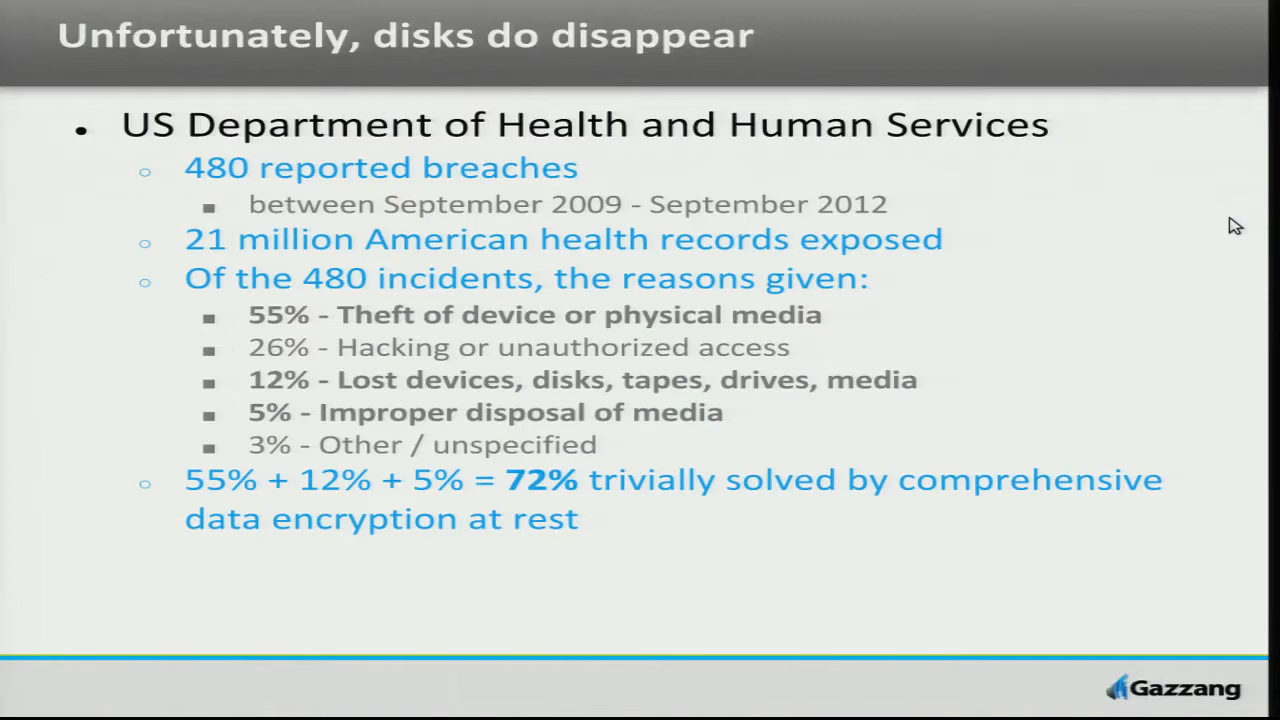 Unfortunately, disks do disappear
• US Department of Health and Human Services
○ 480 reported breaches
■ between September 2009 - September 2012
○ 21 million American health records exposed
○ Of the 480 incidents, the reasons given:
■ 55% - Theft of device or physical media
■ 26% - Hacking or unauthorized access
■ 12% - Lost devices, disks, tapes, drives, media
■ 5% - Improper disposal of media
■ 3% - Other / unspecified
○ 55% + 12% + 5% = 72% trivially solved by comprehensive
data encryption at rest
Gazzang